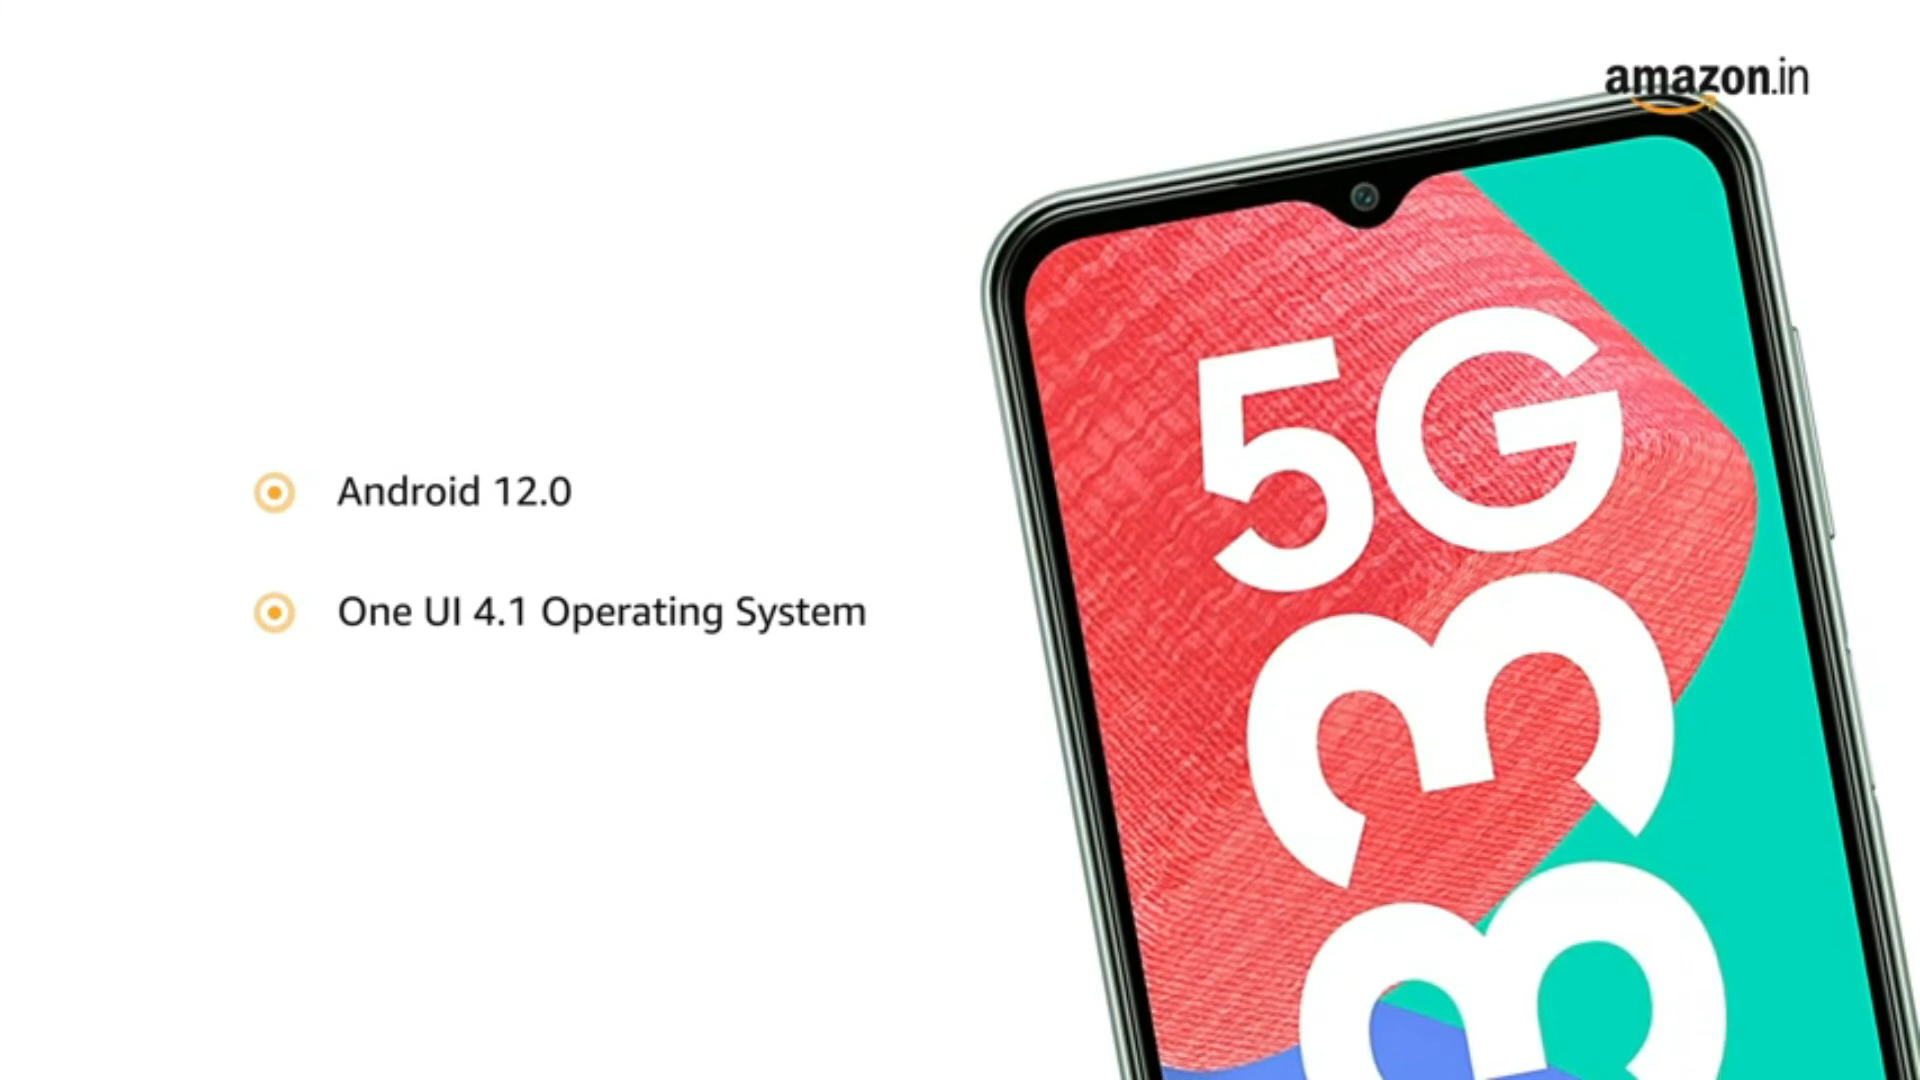 amazon.in
Android 12.0
One UI 4.1 Operating System
5G
33